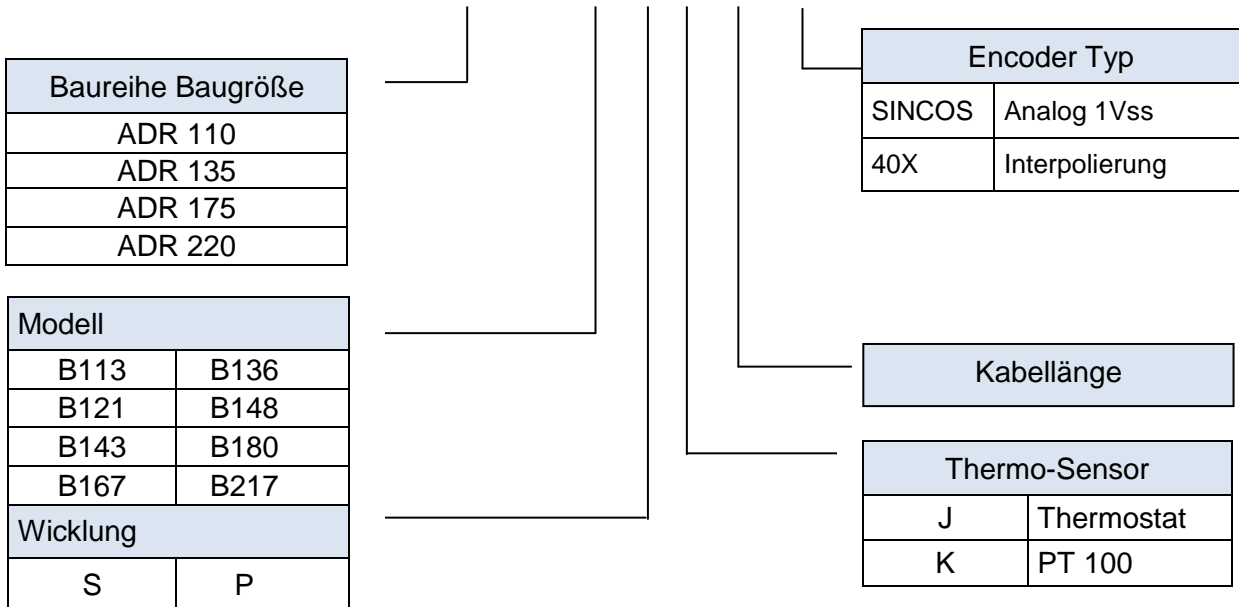 Baureihe Baugröße
ADR 110
ADR 135
ADR 175
ADR 220
Modell
B113 B136
B121 B148
B143 B180
B167 B217
Wicklung
S P
Encoder Typ
SINCOS Analog 1Vss
40X Interpolierung
Kabellänge
Thermo-Sensor
J Thermostat
K PT 100